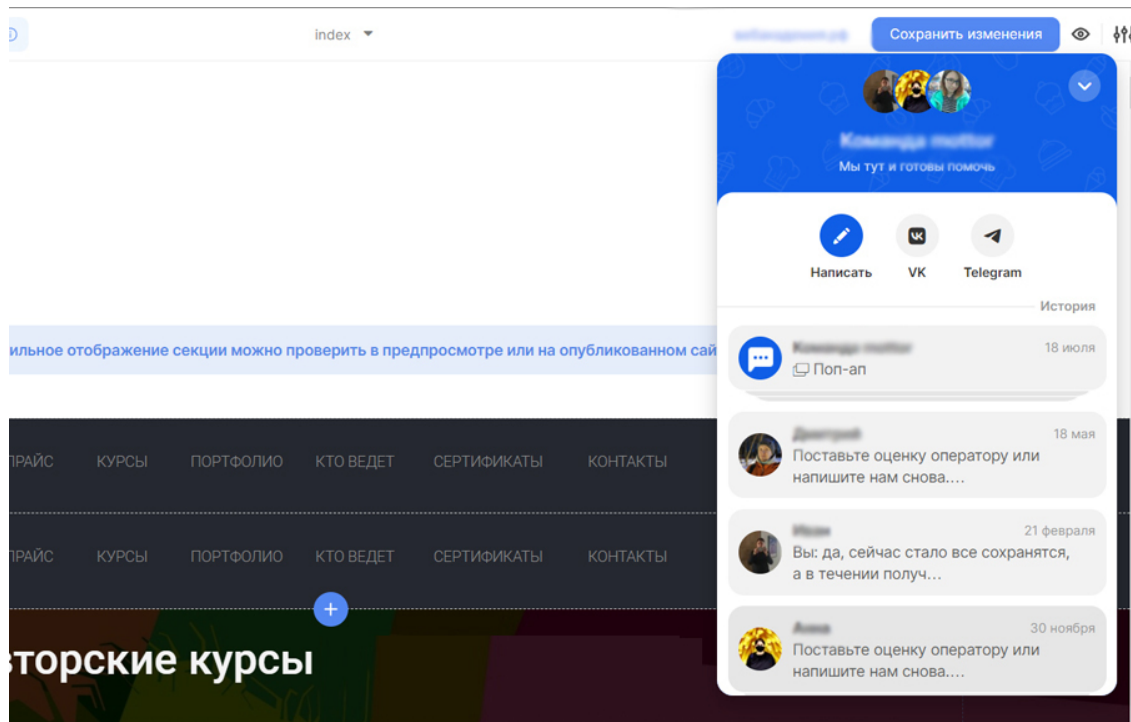 index
Сохранить изменения
Мы тут и готовы помочь
Написать
VK
Telegram
История
18 июля
Поп-ап
18 мая
Поставьте оценку оператору или
напишите нам снова....
21 февраля
Вы: да, сейчас стало все сохранятся,
а в течении получ...
30 ноября
Поставьте оценку оператору или
напишите нам снова....
ильное отображение секции можно проверить в предпросмотре или на опубликованном сай
ПРАЙС КУРСЫ ПОРТФОЛИО КТО ВЕДЕТ СЕРТИФИКАТЫ КОНТАКТЫ
ПРАЙС КУРСЫ ПОРТФОЛИО КТО ВЕДЕТ СЕРТИФИКАТЫ КОНТАКТЫ
вторские курсы